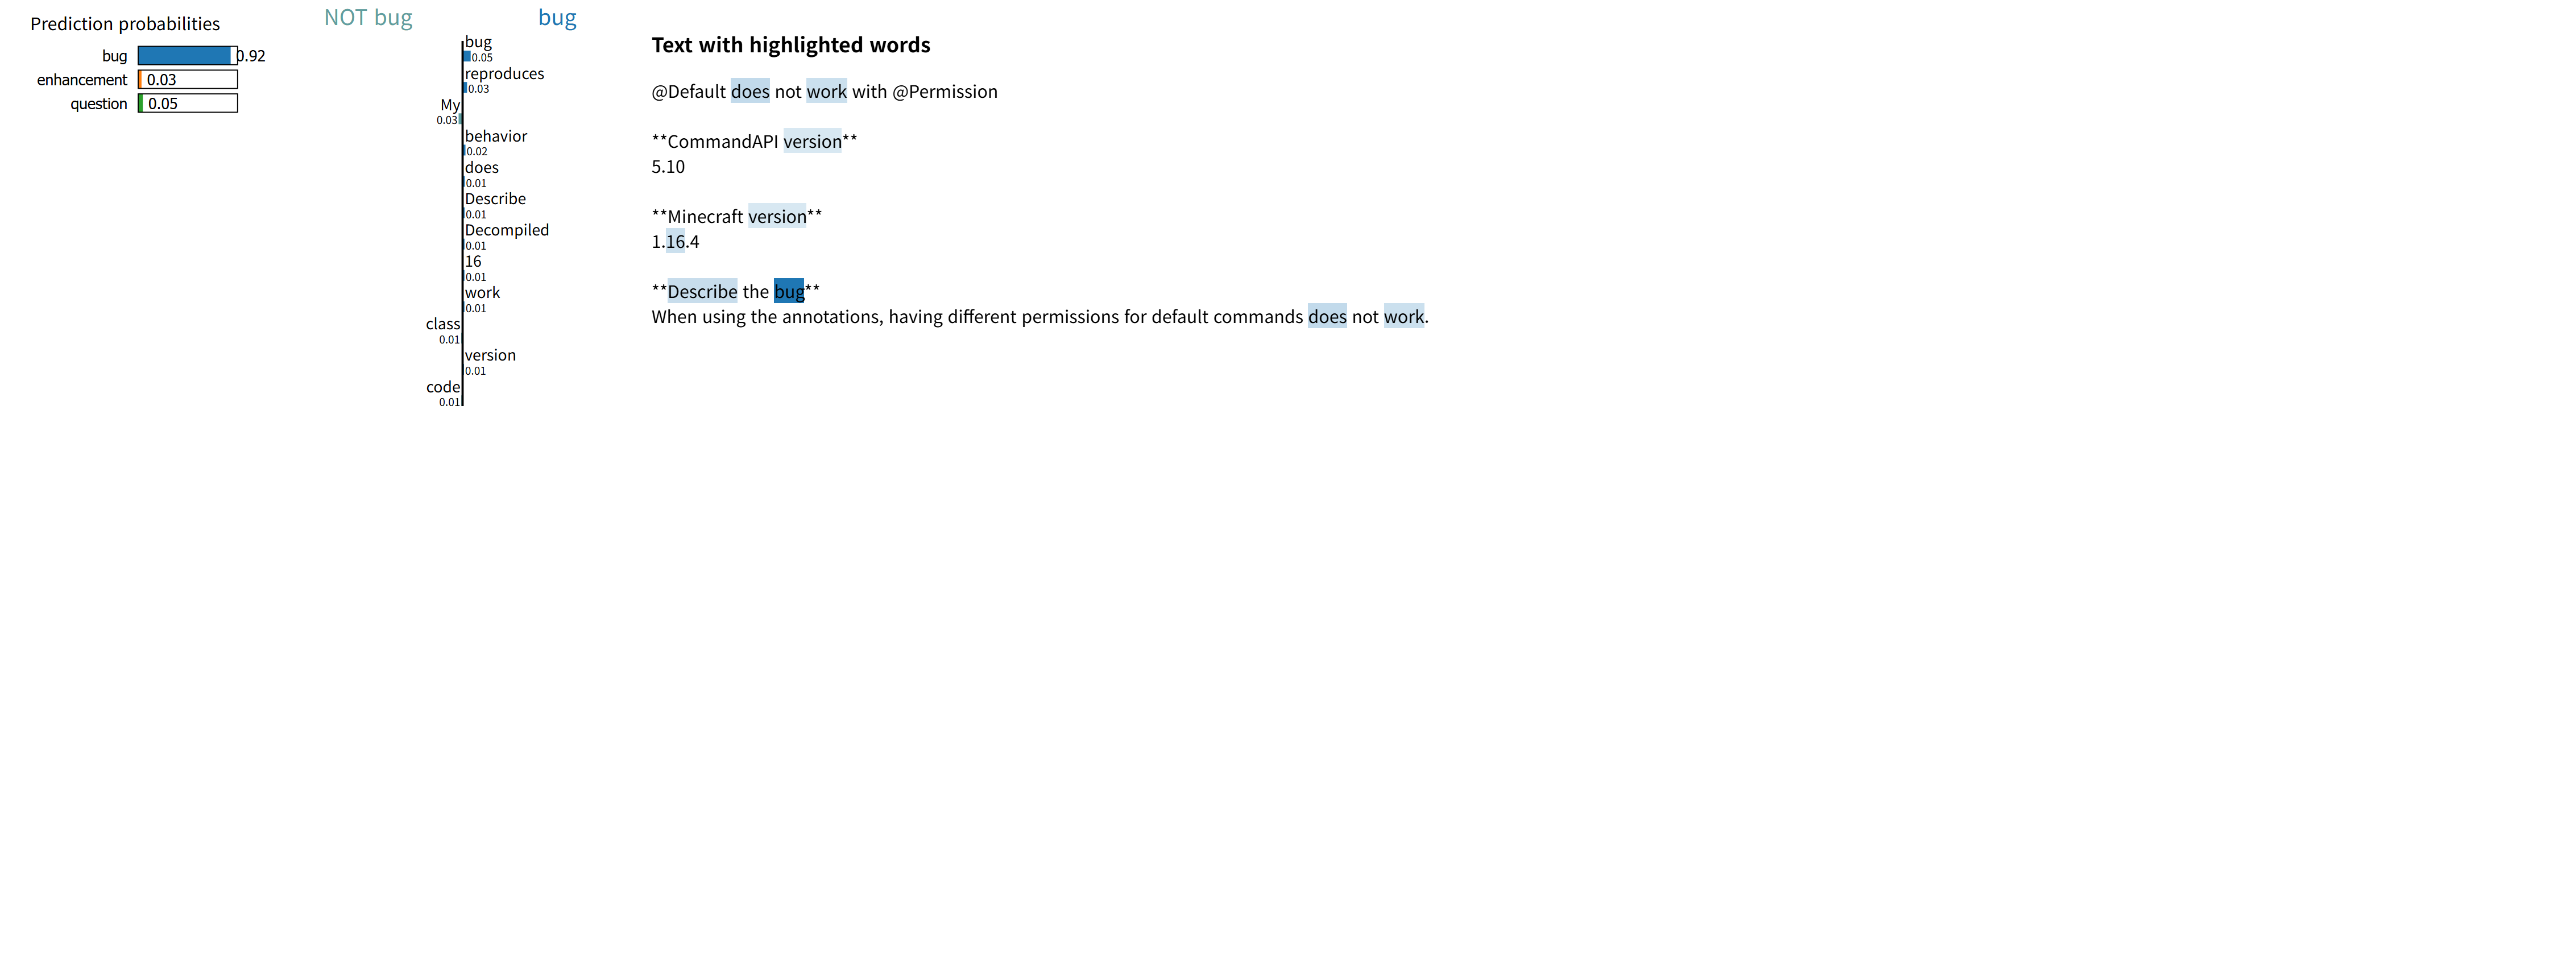 Prediction probabilities
bug 0.92
enhancement 0.03
question 0.05
NOT bug bug
bug
0.05
reproduces
0.03
My
0.03
behavior
0.02
does
0.01
Describe
0.01
Decompiled
0.01
16
0.01
work
0.01
class
0.01
version
0.01
code
0.01
Text with highlighted words
@Default does not work with @Permission
**CommandAPI version**
5.10
**Minecraft version**
1.16.4
**Describe the bug**
When using the annotations, having different permissions for default commands does not work.